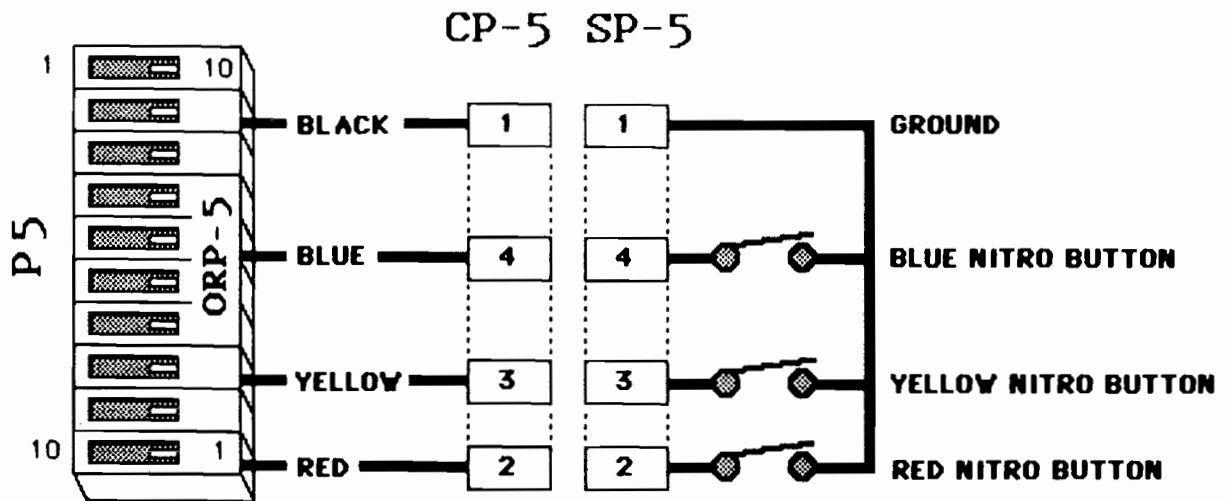 CP-5 SP-5
1 10
BLACK 1 1 GROUND
P5 ORP-5
BLUE 4 4 BLUE NITRO BUTTON
YELLOW 3 3 YELLOW NITRO BUTTON
10 1
RED 2 2 RED NITRO BUTTON